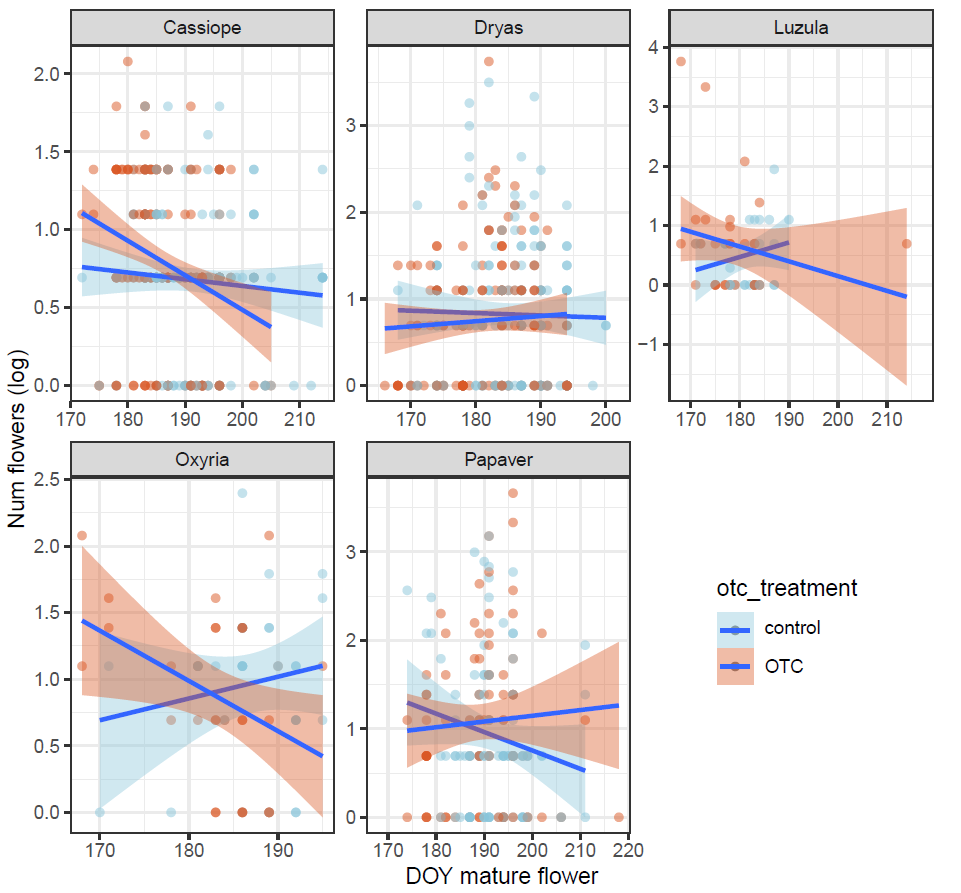 Cassiope
Dryas
Luzula
2.0
1.5
1.0
0.5
0.0
3
2
1
0
4
3
2
1
0
−1
170 180 190 200 210
170 180 190 200
170 180 190 200 210
Num flowers (log)
Oxyria
Papaver
2.5
2.0
1.5
1.0
0.5
0.0
3
2
1
0
170 180 190
170 180 190 200 210 220
DOY mature flower
otc_treatment
control
OTC